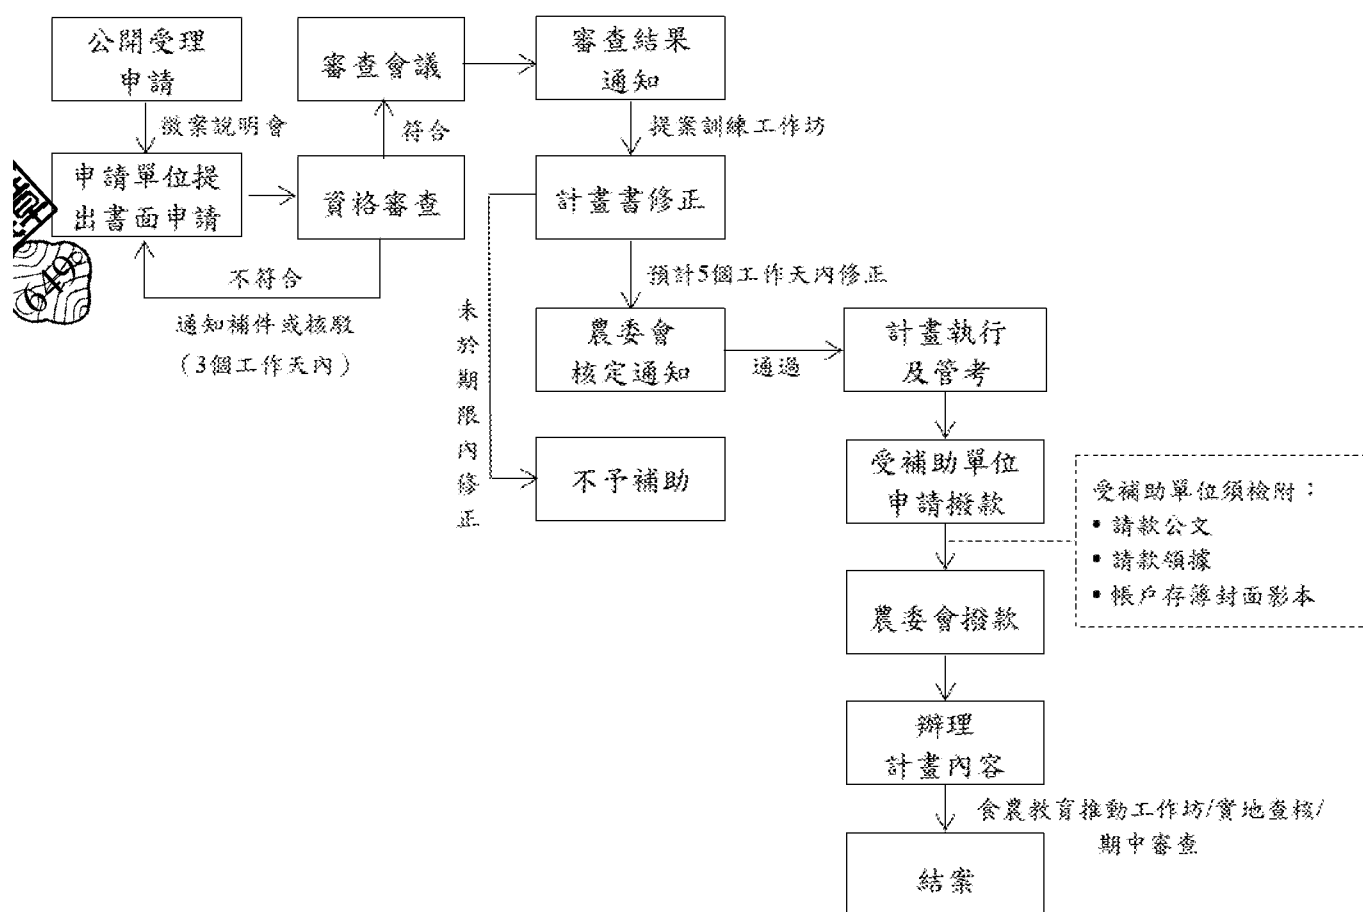 公開受理
申請
徵案說明會
申請單位提
出書面申請
資格審查
符合
審查會議
不符合
通知補件或核駁
（3個工作天內）
審查結果
通知
提案訓練工作坊
計畫書修正
預計5個工作天內修正
未於期限內修正
農委會
核定通知
通過
不予補助
計畫執行
及管考
受補助單位
申請撥款
受補助單位須檢附：
▪ 請款公文
▪ 請款領據
▪ 帳戶存簿封面影本
農委會撥款
辦理
計畫內容
食農教育推動工作坊/實地查核/
期中審查
結案
649